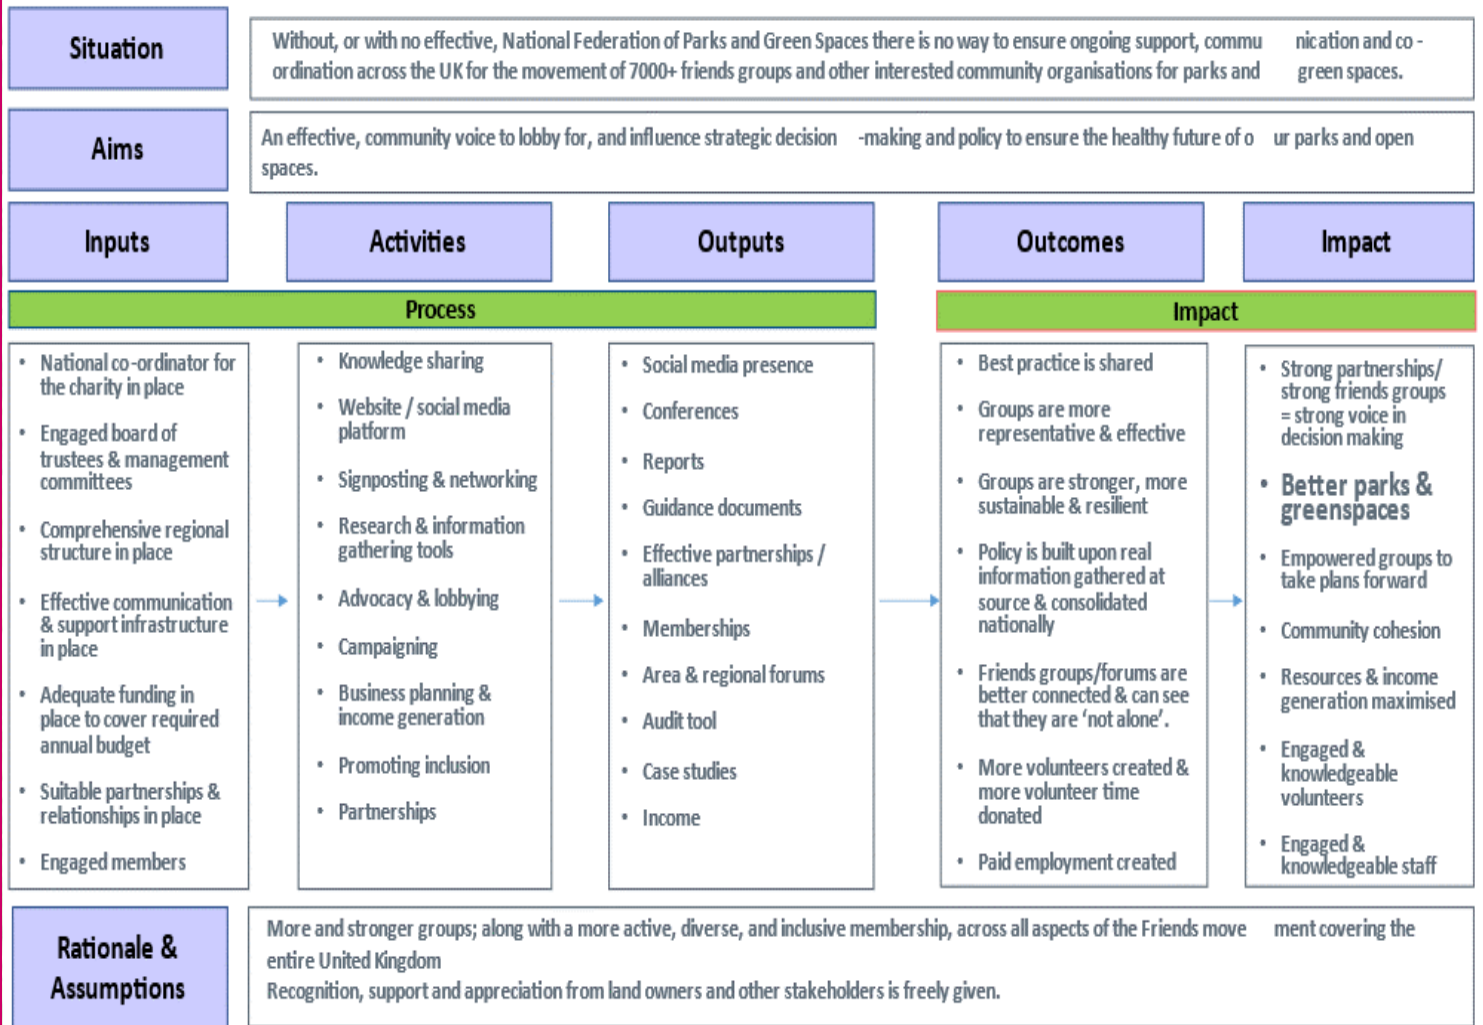 Situation
Without, or with no effective, National Federation of Parks and Green Spaces there is no way to ensure ongoing support, commu nication and co -
ordination across the UK for the movement of 7000+ friends groups and other interested community organisations for parks and green spaces.
Aims
An effective, community voice to lobby for, and influence strategic decision -making and policy to ensure the healthy future of o ur parks and open
spaces.
Inputs
Activities
Outputs
Outcomes
Impact
Process
Impact
• National co-ordinator for
the charity in place
• Engaged board of
trustees & management
committees
• Comprehensive regional
structure in place
• Effective communication
& support infrastructure
in place
• Adequate funding in
place to cover required
annual budget
• Suitable partnerships &
relationships in place
• Engaged members
• Knowledge sharing
• Website / social media
platform
• Signposting & networking
• Research & information
gathering tools
• Advocacy & lobbying
• Campaigning
• Business planning &
income generation
• Promoting inclusion
• Partnerships
• Social media presence
• Conferences
• Reports
• Guidance documents
• Effective partnerships /
alliances
• Memberships
• Area & regional forums
• Audit tool
• Case studies
• Income
• Best practice is shared
• Groups are more
representative & effective
• Groups are stronger, more
sustainable & resilient
• Policy is built upon real
information gathered at
source & consolidated
nationally
• Friends groups/forums are
better connected & can see
that they are ‘not alone’.
• More volunteers created &
more volunteer time
donated
• Paid employment created
• Strong partnerships/
strong friends groups
= strong voice in
decision making
• Better parks &
greenspaces
• Empowered groups to
take plans forward
• Community cohesion
• Resources & income
generation maximised
• Engaged &
knowledgeable
volunteers
• Engaged &
knowledgeable staff
Rationale &
Assumptions
More and stronger groups; along with a more active, diverse, and inclusive membership, across all aspects of the Friends move ment covering the
entire United Kingdom
Recognition, support and appreciation from land owners and other stakeholders is freely given.